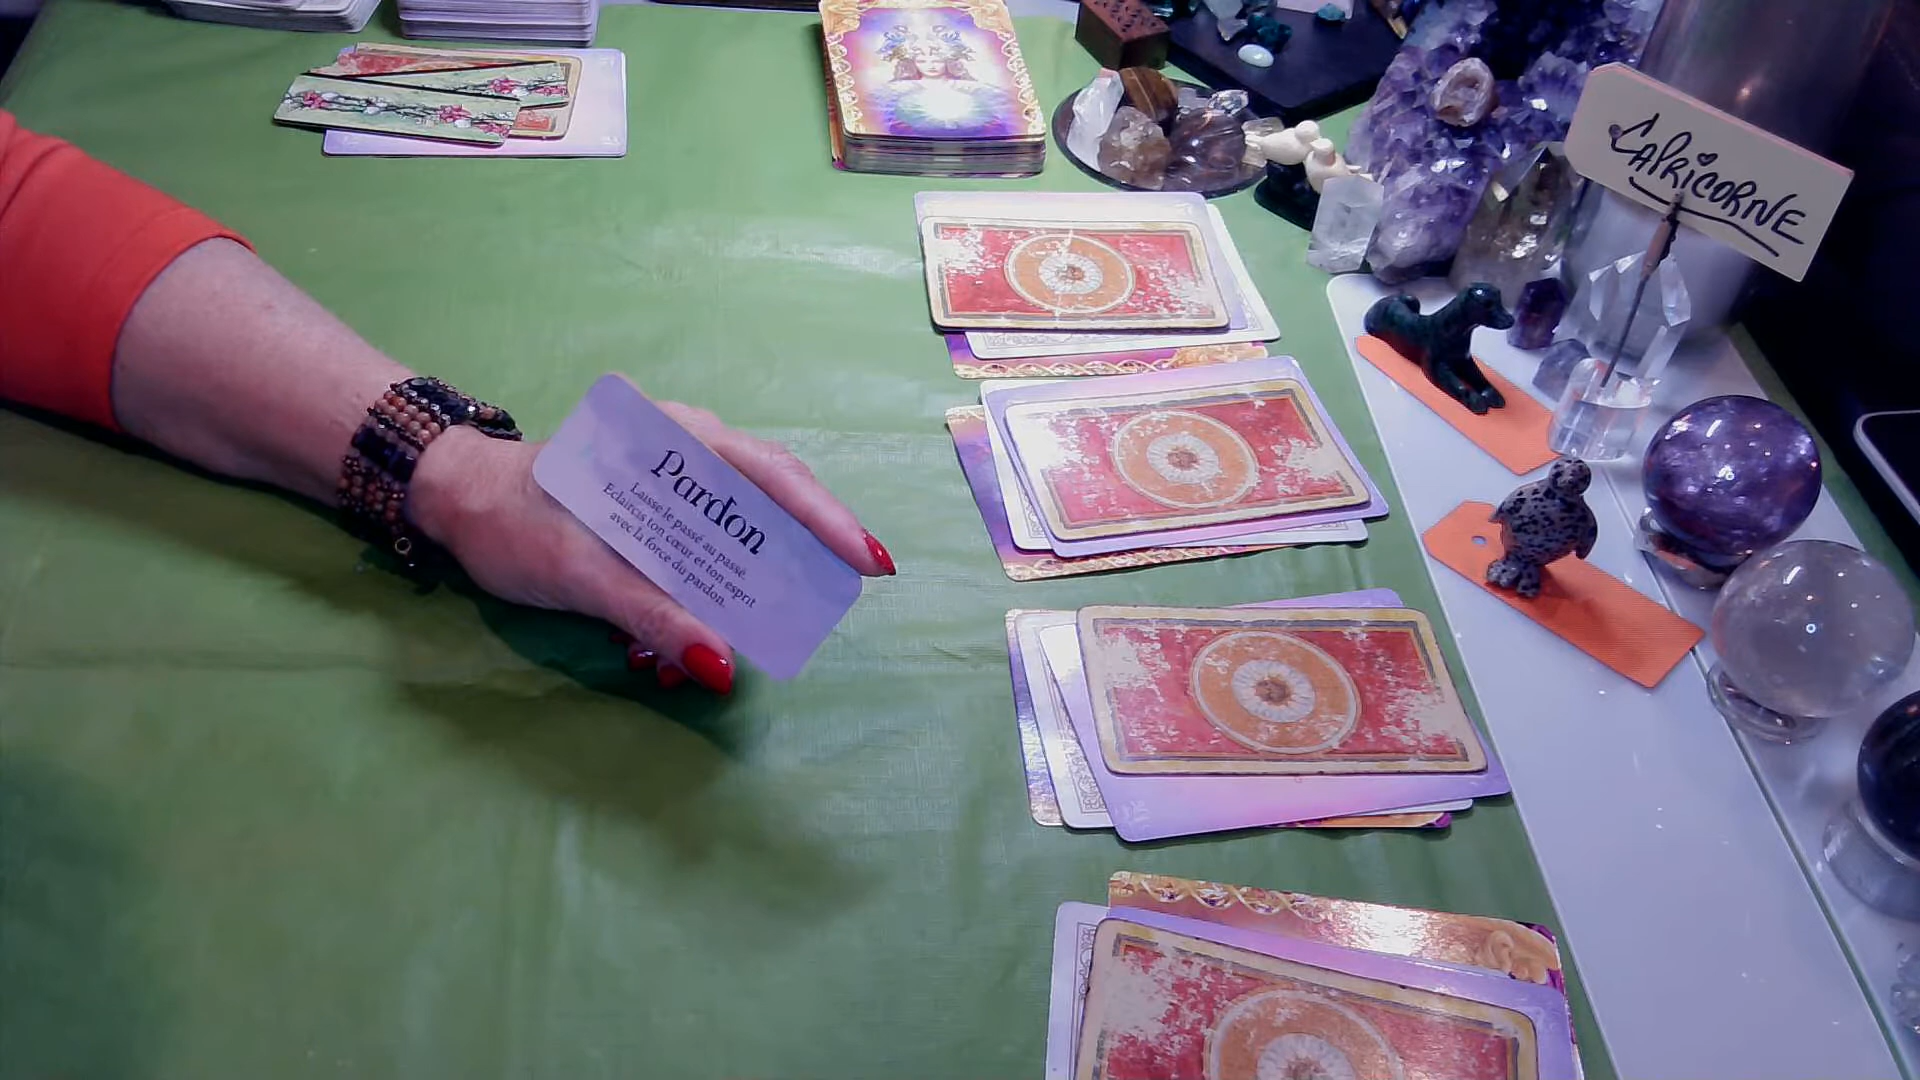 CAPRICORNE
Pardon
Laisse le passé au passé.
Eclaircis ton cœur et ton esprit
avec la force du pardon.